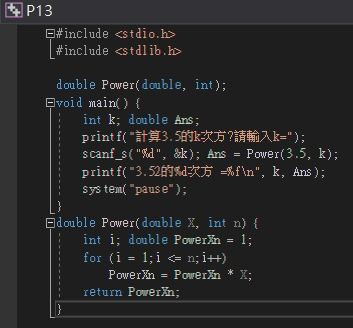 P13
#include <stdio.h>
#include <stdlib.h>
double Power(double, int);
void main() {
int k; double Ans;
printf("計算3.5的k次方?請輸入k=");
scanf_s("%d", &k); Ans = Power(3.5, k);
printf("3.52的%d次方 =%f\n", k, Ans);
system("pause");
}
double Power(double X, int n) {
int i; double PowerXn = 1;
for (i = 1;i <= n;i++)
PowerXn = PowerXn * X;
return PowerXn;
}